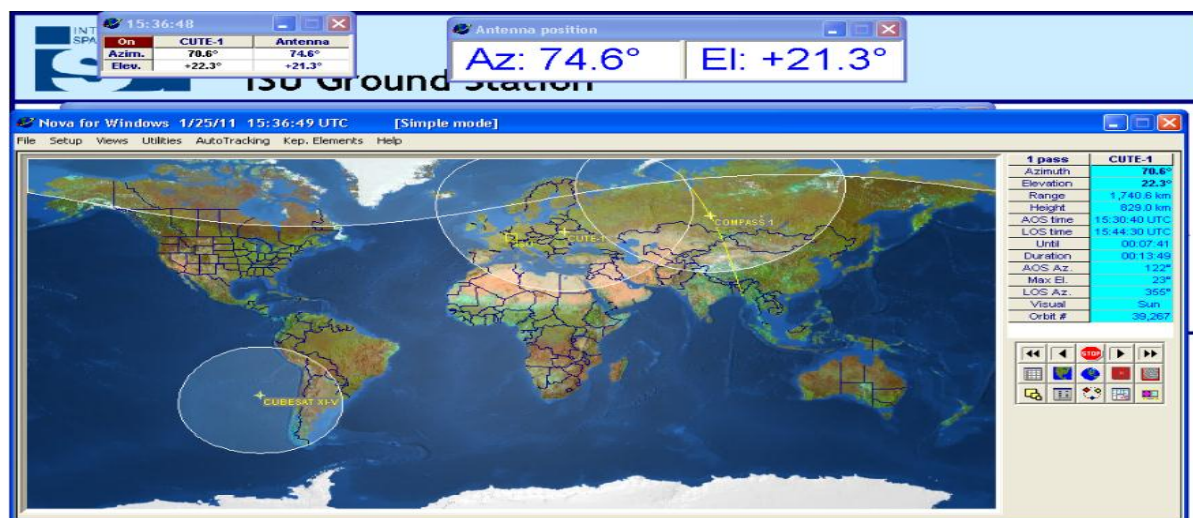 15:36:48
On CUTE-1 Antenna
Azim. 70.6° 74.6°
Elev. +22.3° +21.3°
Antenna position
Az: 74.6° El: +21.3°
INT
SPA
ISU Ground Station
Nova for Windows 1/25/11 15:36:49 UTC [Simple mode]
File Setup Views Utilities AutoTracking Kep. Elements Help
1 pass CUTE-1
Azimuth 70.6°
Elevation 22.3°
Range 1,740.6 km
Height 829.0 km
AOS time 15:30:40 UTC
LOS time 15:44:30 UTC
Until 00:07:41
Duration 00:13:49
AOS Az. 122°
Max El. 23°
LOS Az. 355°
Visual Sun
Orbit # 39,267
STOP
COMPASS 1
CUTE-1
CUBESAT XI-V